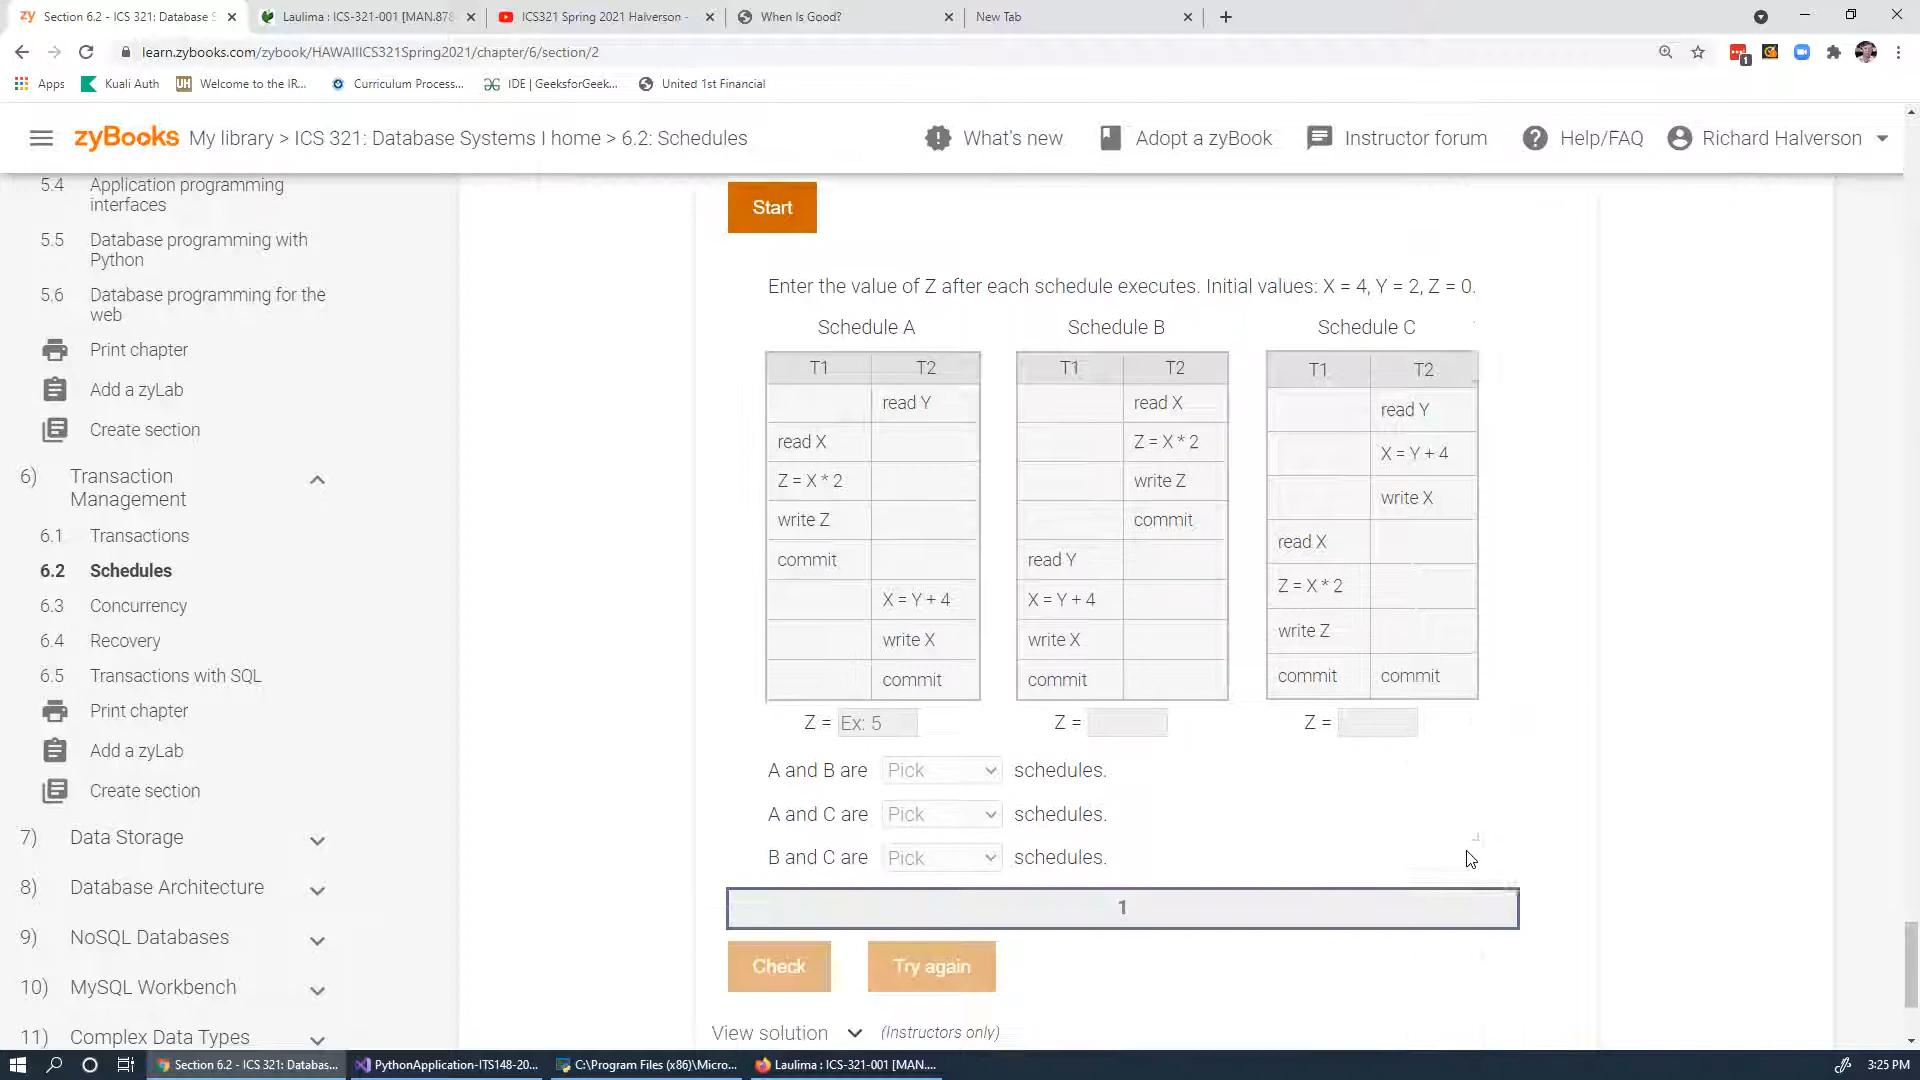 Section 6.2 - ICS 321: Database S
Laulima : ICS-321-001 [MAN.878
ICS321 Spring 2021 Halverson -
When Is Good?
New Tab
learn.zybooks.com/zybook/HAWAIIICS321Spring2021/chapter/6/section/2
1
Apps
Kuali Auth
UH
Welcome to the IR...
Curriculum Process...
IDE | GeeksforGeek...
United 1st Financial
zyBooks
My library > ICS 321: Database Systems I home > 6.2: Schedules
What's new
Adopt a zyBook
Instructor forum
Help/FAQ
Richard Halverson
5.4 Application programming
interfaces
5.5 Database programming with
Python
5.6 Database programming for the
web
Print chapter
Add a zyLab
Create section
6) Transaction
Management
6.1 Transactions
6.2 Schedules
6.3 Concurrency
6.4 Recovery
6.5 Transactions with SQL
Print chapter
Add a zyLab
Create section
7) Data Storage
8) Database Architecture
9) NoSQL Databases
10) MySQL Workbench
11) Complex Data Types
Start
Enter the value of Z after each schedule executes. Initial values: X = 4, Y = 2, Z = 0.
Schedule A
T1 T2
read Y
read X
Z = X * 2
write Z
commit
X = Y + 4
write X
commit
Z = Ex: 5
Schedule B
T1 T2
read X
Z = X * 2
write Z
commit
read Y
X = Y + 4
write X
commit
Z =
Schedule C
T1 T2
read Y
X = Y + 4
write X
read X
Z = X * 2
write Z
commit commit
Z =
A and B are Pick schedules.
A and C are Pick schedules.
B and C are Pick schedules.
1
Check
Try again
View solution
(Instructors only)
Section 6.2 - ICS 321: Databas...
PythonApplication-ITS148-20...
C:\Program Files (x86)\Micro...
Laulima : ICS-321-001 [MAN....
3:25 PM